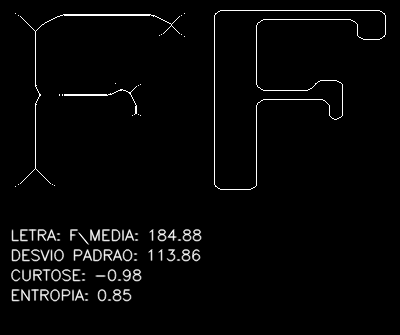 F F
LETRA: F\MEDIA: 184.88
DESVIO PADRAO: 113.86
CURTOSE: -0.98
ENTROPIA: 0.85